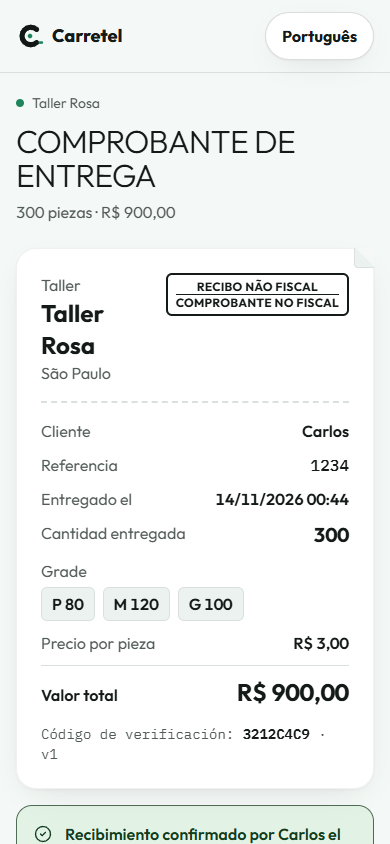 Carretel
Português
Taller Rosa
COMPROBANTE DE
ENTREGA
300 piezas · R$ 900,00
Taller
Taller
Rosa
São Paulo
RECIBO NÃO FISCAL
COMPROBANTE NO FISCAL
Cliente Carlos
Referencia 1234
Entregado el 14/11/2026 00:44
Cantidad entregada 300
Grade
P 80 M 120 G 100
Precio por pieza R$ 3,00
Valor total R$ 900,00
Código de verificación: 3212C4C9 ·
v1
Recibimiento confirmado por Carlos el